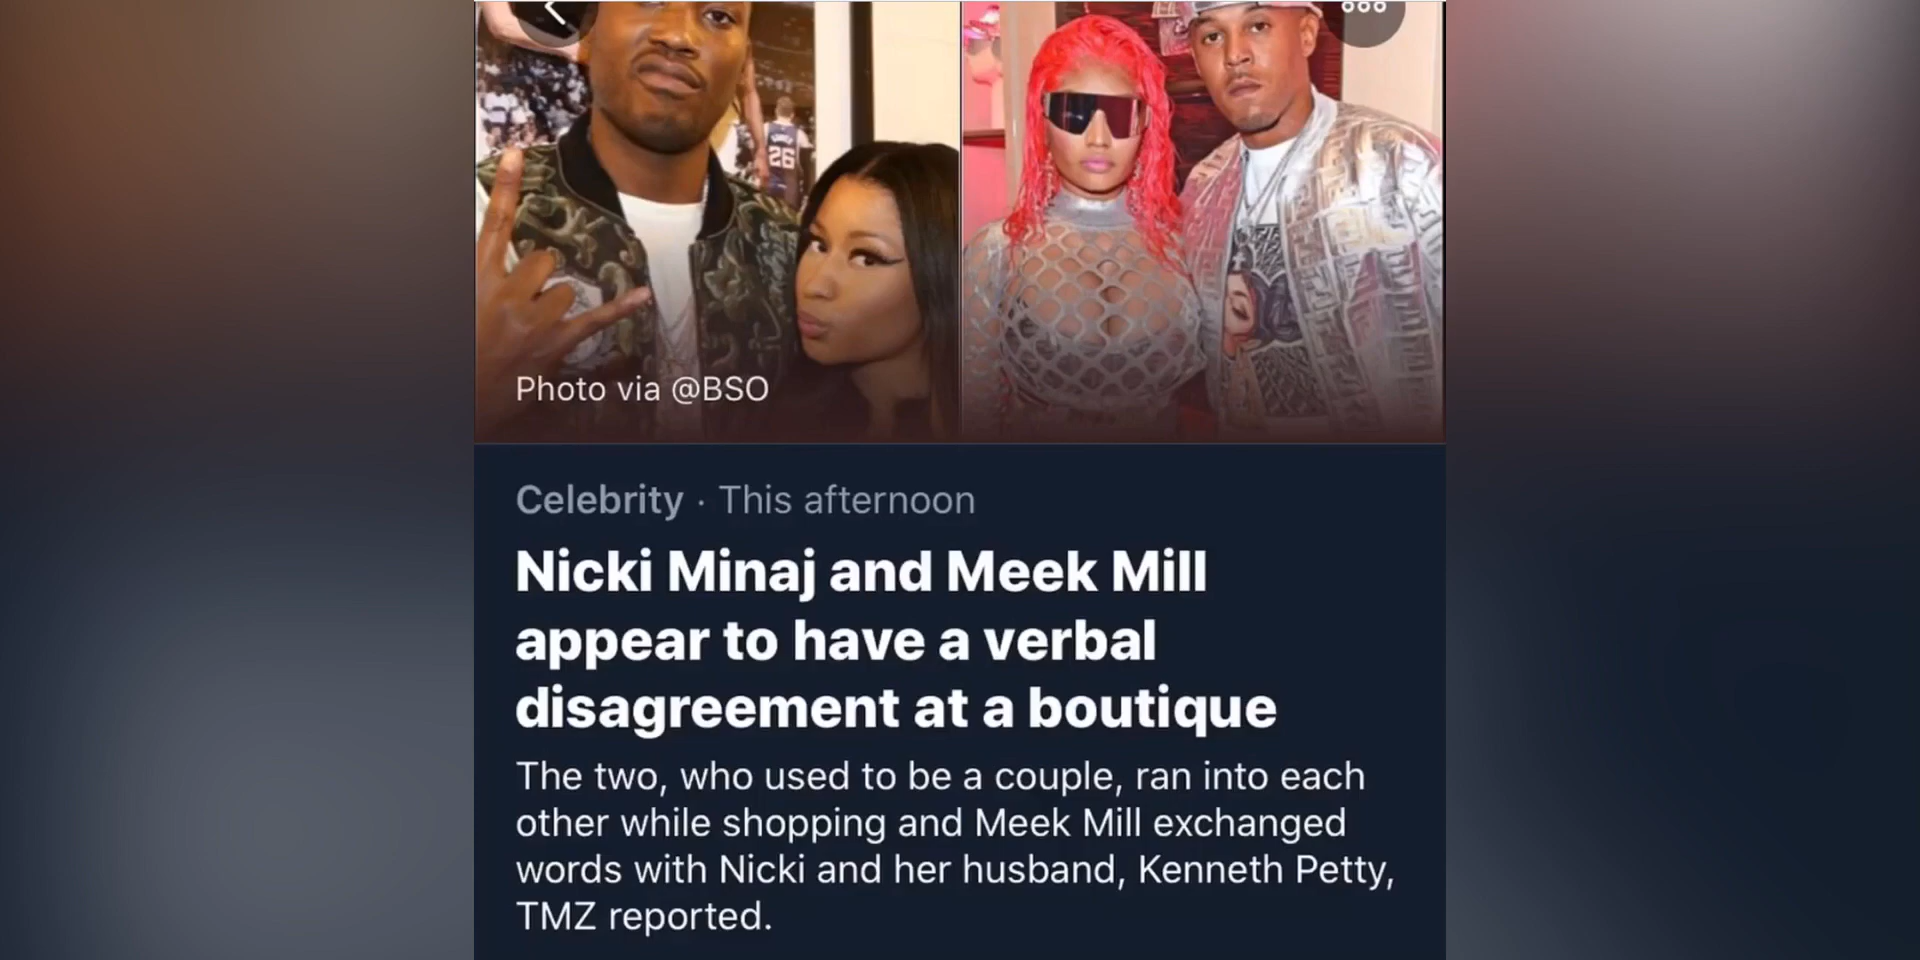 26
Photo via @BSO
Celebrity · This afternoon
Nicki Minaj and Meek Mill
appear to have a verbal
disagreement at a boutique
The two, who used to be a couple, ran into each
other while shopping and Meek Mill exchanged
words with Nicki and her husband, Kenneth Petty,
TMZ reported.